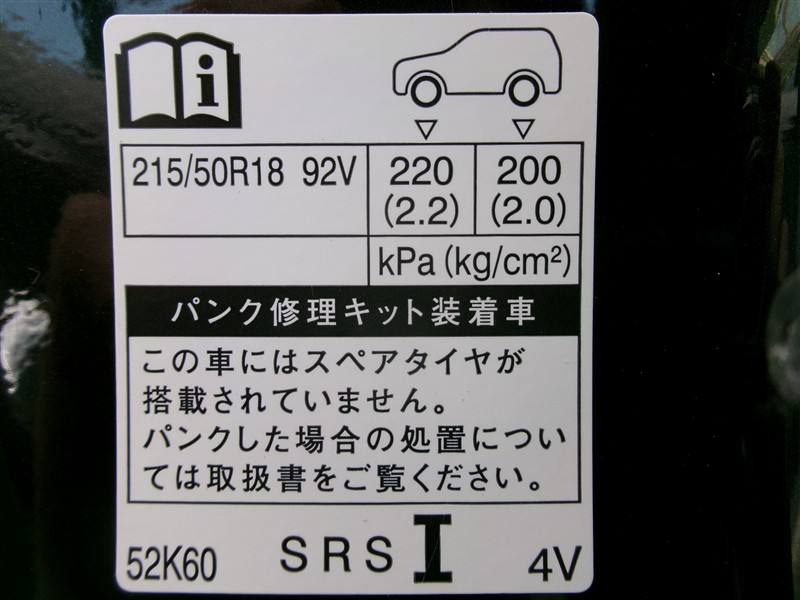 i
215/50R18 92V 220 200
(2.2) (2.0)
kPa (kg/cm²)
パンク修理キット装着車
この車にはスペアタイヤが
搭載されていません。
パンクした場合の処置につい
ては取扱書をご覧ください。
52K60 SRS I 4V